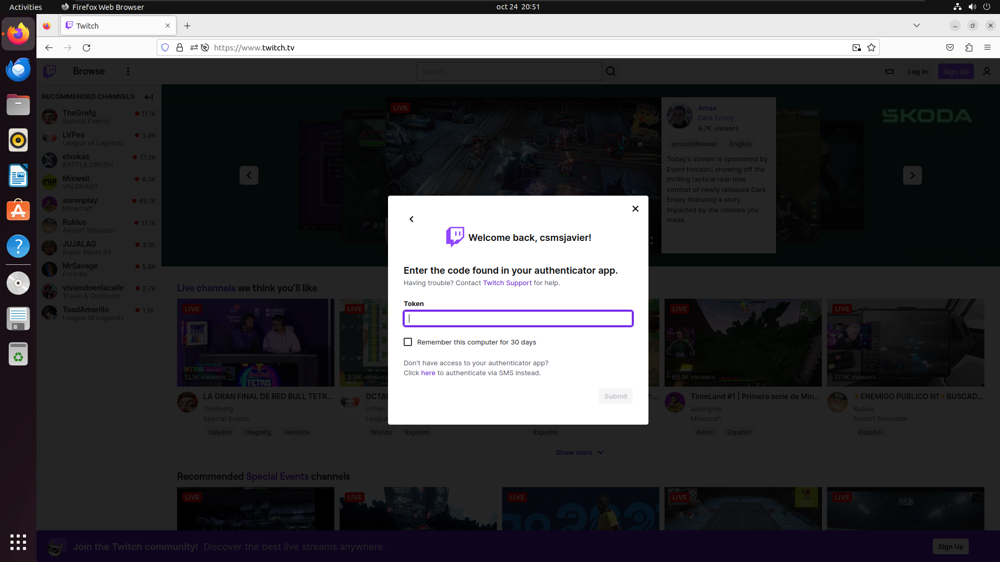 Activities
Firefox Web Browser
oct 24 20:51
Twitch
https://www.twitch.tv
Browse
Search
Log In
Sign Up
RECOMMENDED CHANNELS
TheGrefg
11.1K
Special Events
LVPes
3.9K
League of Legends
elxokas
17.3K
BATTLE CRUSH
Mixwell
6.3K
VALORANT
auronplay
65.1K
Minecraft
Rubius
17.1K
Airport Simulator
JUJALAG
3.1K
Super Mario 64
MrSavage
5.8K
Fortnite
viviendoenlacalle
2.7K
Travel & Outdoors
ToadAmarillo
1.1K
League of Legends
LIVE
Amaz
Dark Envoy
9.7K viewers
amazisthebest
English
Today's stream is sponsored by
Event Horizon, showing off the
thrilling tactical real-time
combat of newly released Dark
Envoy featuring a story
impacted by the choices you
made.
SKODA
Welcome back, csmsjavier!
Enter the code found in your authenticator app.
Having trouble? Contact Twitch Support for help.
Token
Remember this computer for 30 days
Don't have access to your authenticator app?
Click here to authenticate via SMS instead.
Submit
Live channels we think you'll like
LIVE
11.1K viewers
LA GRAN FINAL DE RED BULL TETR...
TheGrefg
Special Events
Saiyans
thegrefg
Heretics
LIVE
3.9K viewers
LVPes
Worlds
Español
Español
LIVE
65.1K viewers
TimeLand #1 | Primera serie de Min...
auronplay
Minecraft
Auron
Español
LIVE
17.1K viewers
⚡ENEMIGO PUBLICO N1⚡BUSCAD...
Rubius
Airport Simulator
Español
Show more
Recommended Special Events channels
LIVE
LIVE
LIVE
LIVE
LIVE
Join the Twitch community! Discover the best live streams anywhere.
Sign Up